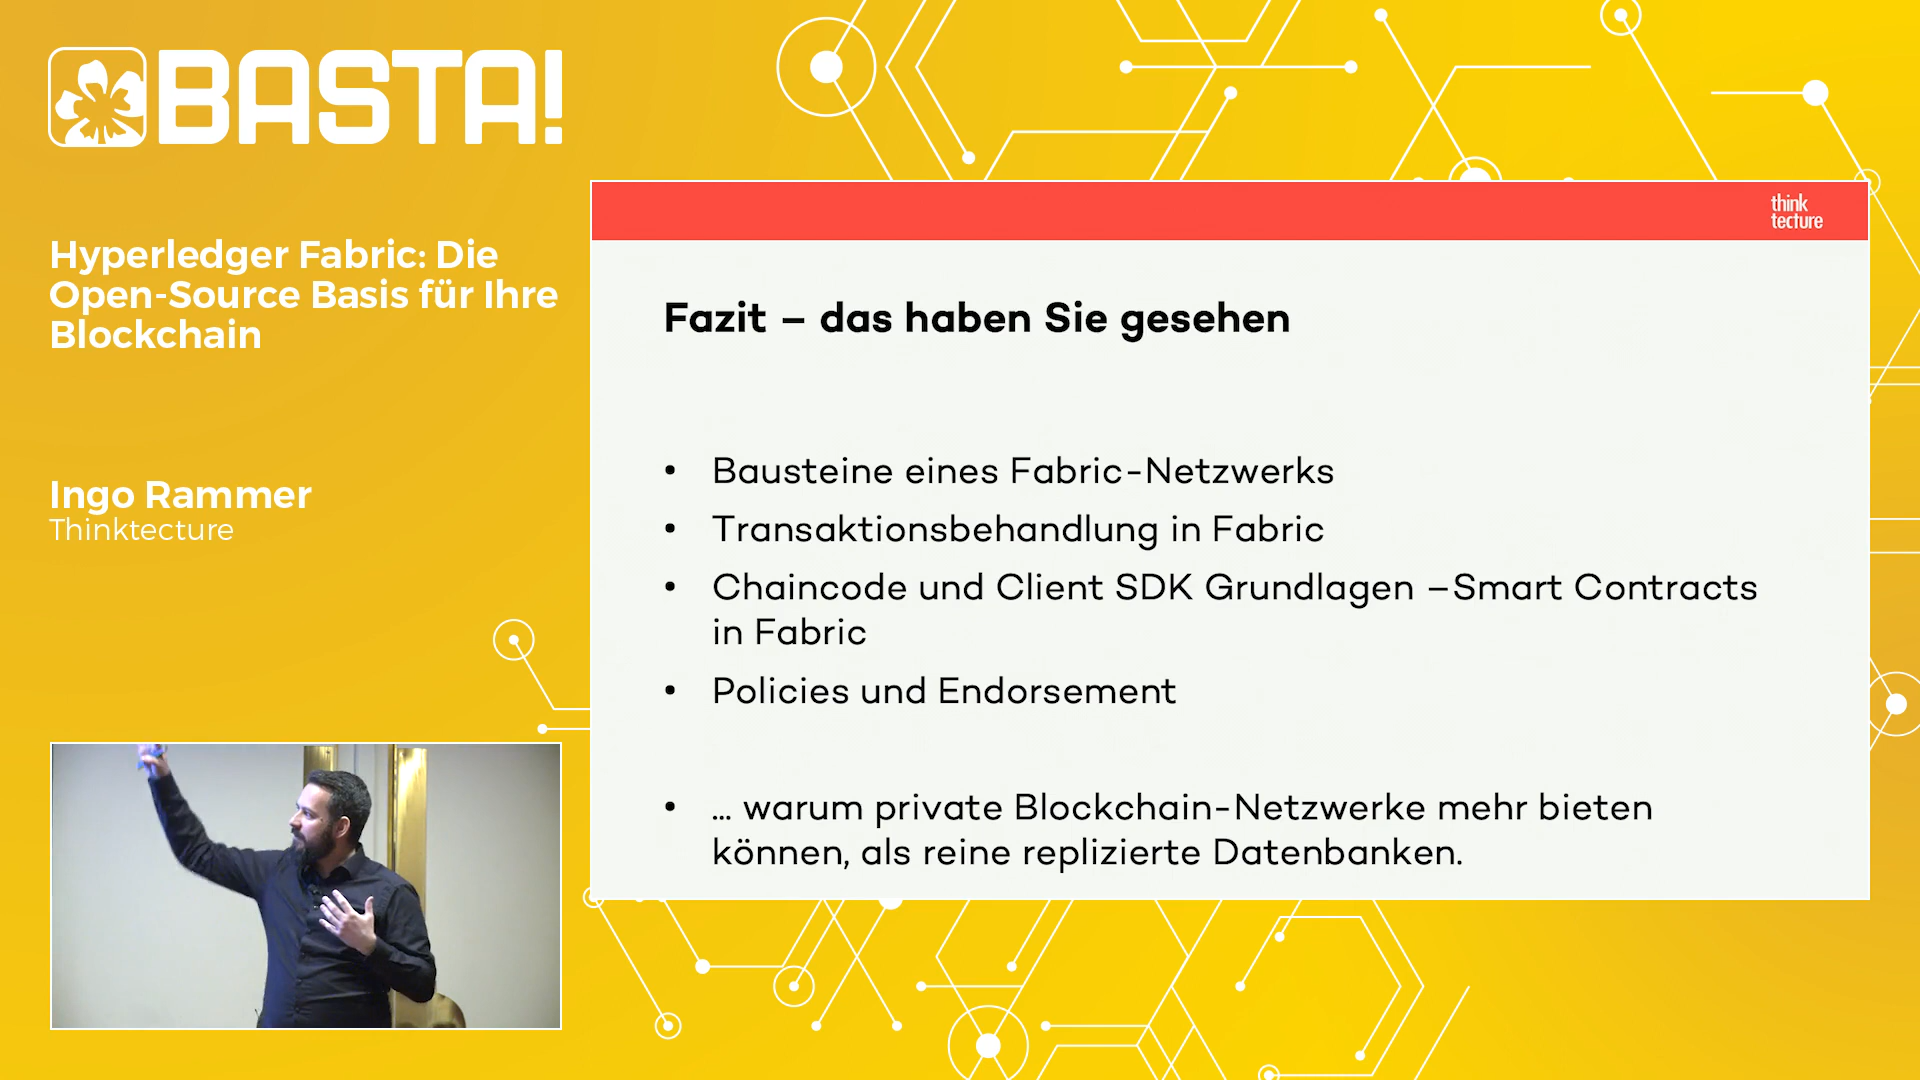 BASTA!
Hyperledger Fabric: Die
Open-Source Basis für Ihre
Blockchain
Ingo Rammer
Thinktecture
think
tecture
Fazit – das haben Sie gesehen
• Bausteine eines Fabric-Netzwerks
• Transaktionsbehandlung in Fabric
• Chaincode und Client SDK Grundlagen –Smart Contracts
in Fabric
• Policies und Endorsement
• ... warum private Blockchain-Netzwerke mehr bieten
können, als reine replizierte Datenbanken.